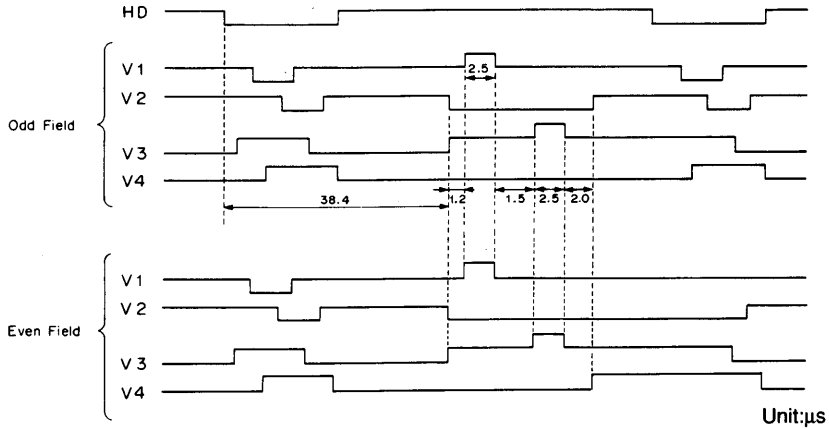 HD
Odd Field
V1
2.5
V2
V3
V4
38.4
1.2
1.5
2.5
2.0
Even Field
V1
V2
V3
V4
Unit:μs